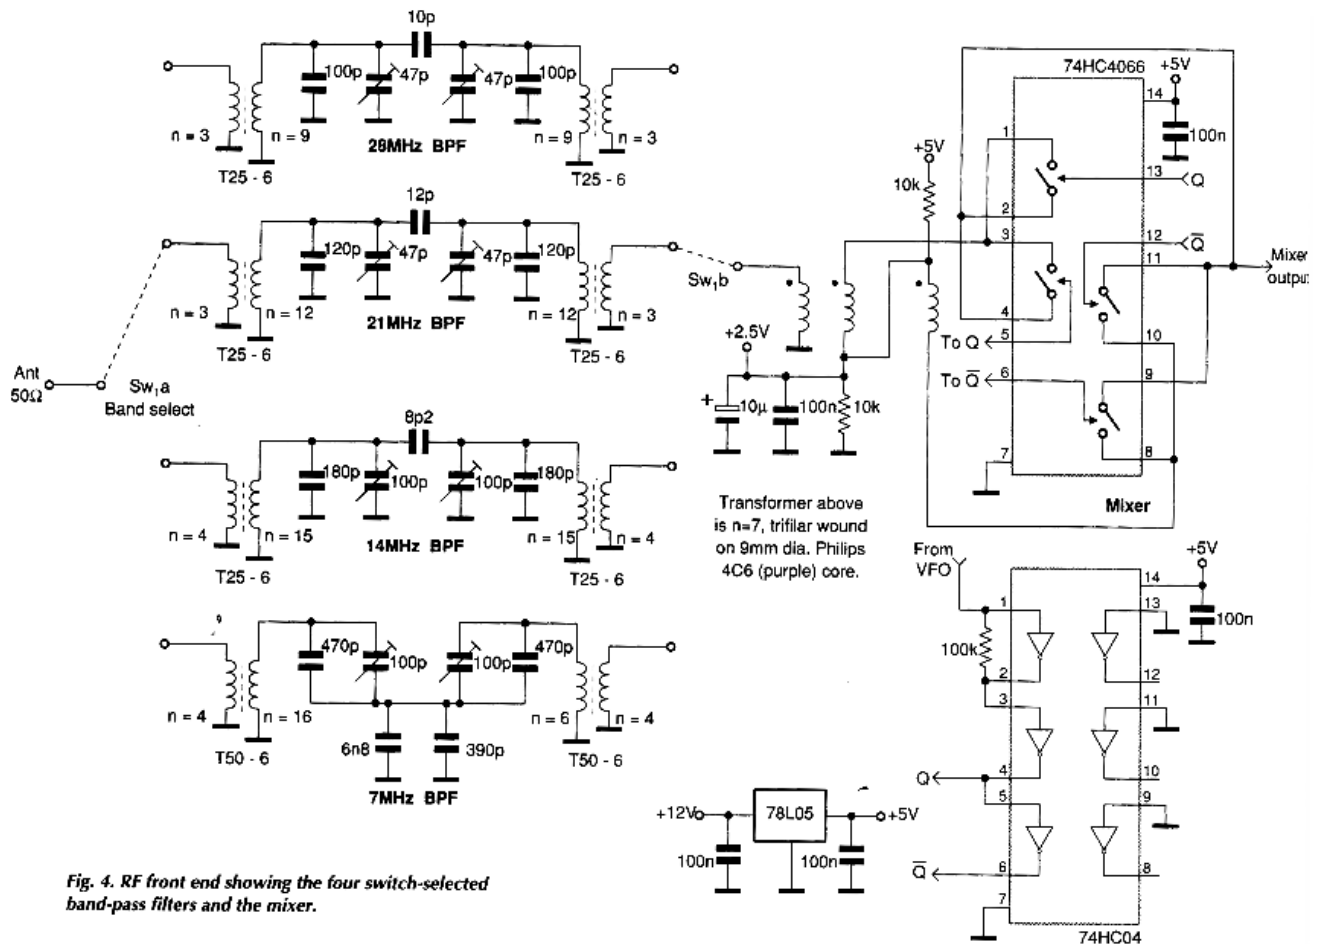 10p
100p
47p
47p
100p
n = 3
n = 9
28MHz BPF
n = 9
n = 3
T25 - 6
T25 - 6
12p
120p
47p
47p
120p
n = 3
n = 12
21MHz BPF
n = 12
n = 3
T25 - 6
T25 - 6
Ant
50Ω
Sw₁a
Band select
Sw₁b
8p2
180p
100p
100p
180p
n = 4
n = 15
14MHz BPF
n = 15
n = 4
T25 - 6
T25 - 6
470p
100p
100p
470p
n = 4
n = 16
n = 6
n = 4
T50 - 6
T50 - 6
6n8
390p
7MHz BPF
+2.5V
+
10µ
100n
10k
+5V
10k
74HC4066
+5V
14
100n
1
13
Q
2
3
12
Q̅
11
Mixer
4
To Q
5
10
To Q̅
6
9
7
8
Mixer
Transformer above
is n=7, trifilar wound
on 9mm dia. Philips
4C6 (purple) core.
From
VFO
+5V
14
100n
1
13
100k
2
12
3
11
Q
4
10
5
9
Q̅
6
8
7
74HC04
+12V
78L05
+5V
100n
100n
Fig. 4. RF front end showing the four switch-selected
band-pass filters and the mixer.